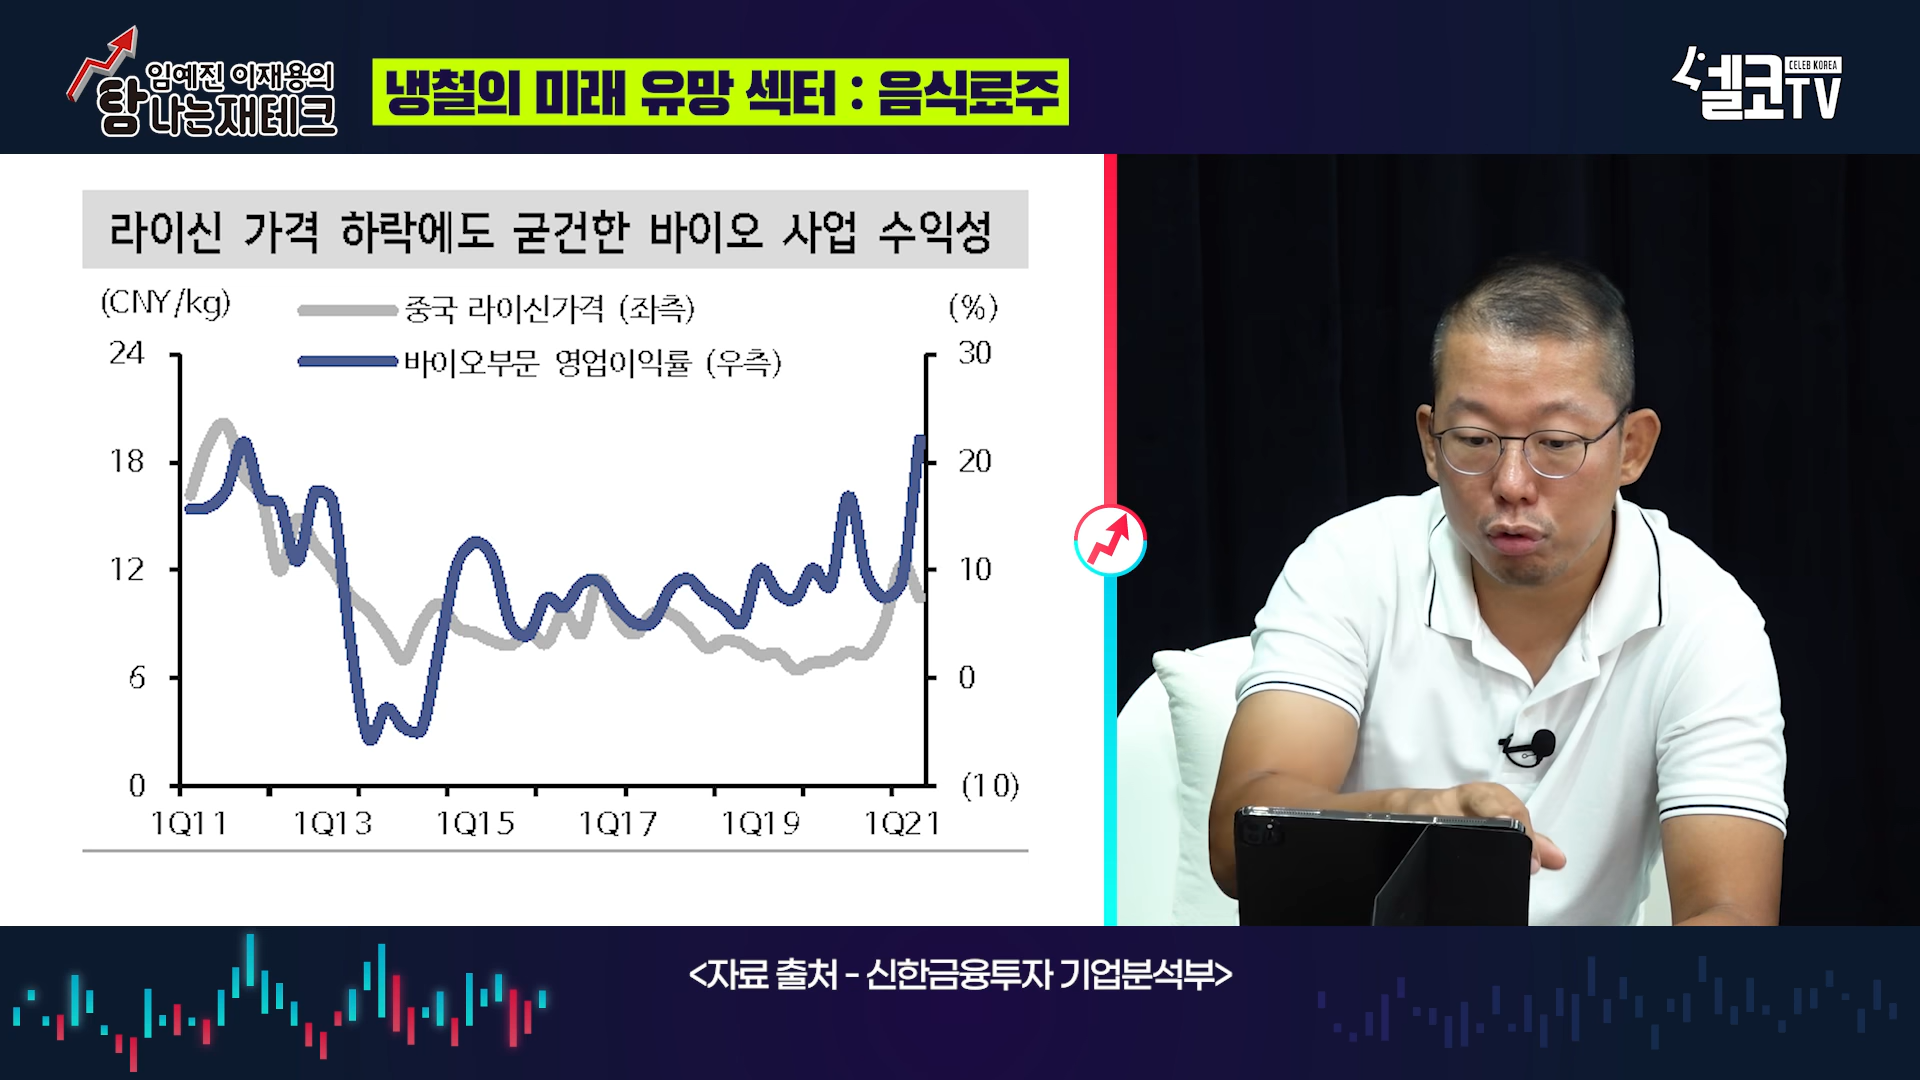 임예진 이재용의
탐나는재테크
냉철의 미래 유망 섹터 : 음식료주
CELEB KOREA
셀코TV
라이신 가격 하락에도 굳건한 바이오 사업 수익성
(CNY/kg)
중국 라이신가격 (좌측)
(%)
바이오부문 영업이익률 (우측)
24
30
18
20
12
10
6
0
0
(10)
1Q11
1Q13
1Q15
1Q17
1Q19
1Q21
<자료 출처 - 신한금융투자 기업분석부>